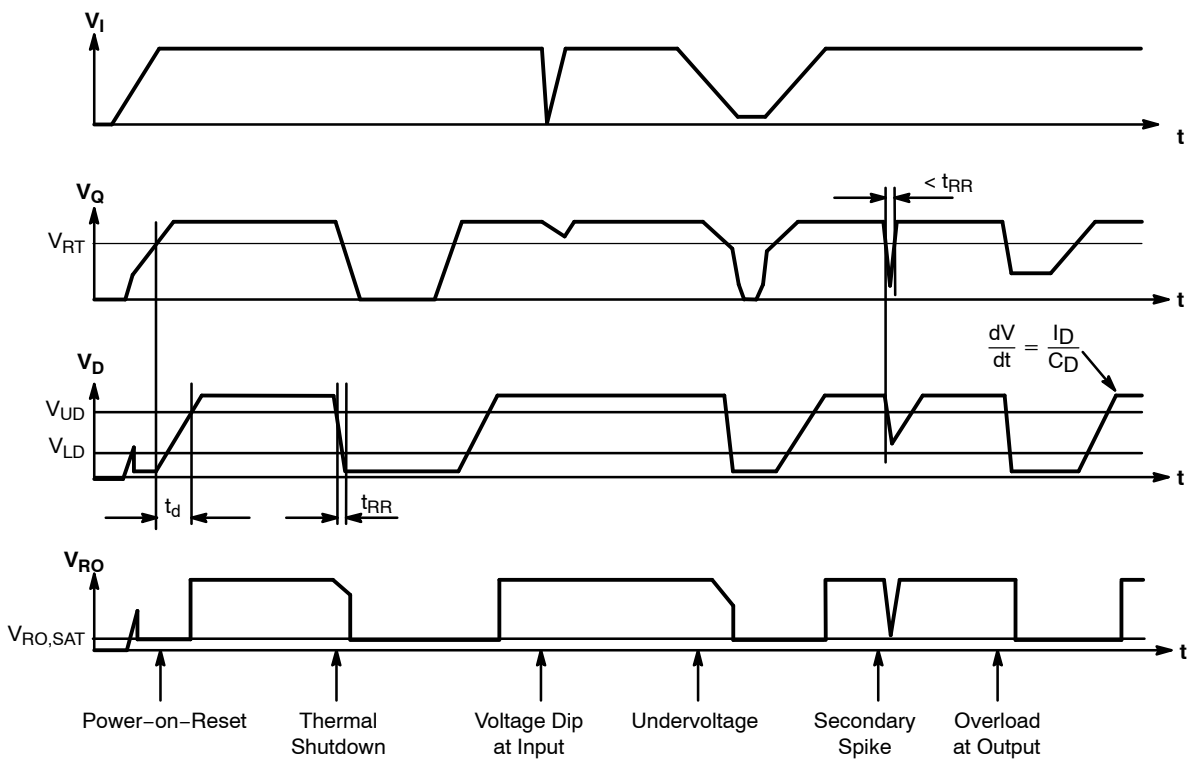 VI
t
VQ
< tRR
VRT
t
dV/dt = ID/CD
VD
VUD
VLD
t
td
tRR
VRO
VRO,SAT
t
Power−on−Reset
Thermal
Shutdown
Voltage Dip
at Input
Undervoltage
Secondary
Spike
Overload
at Output